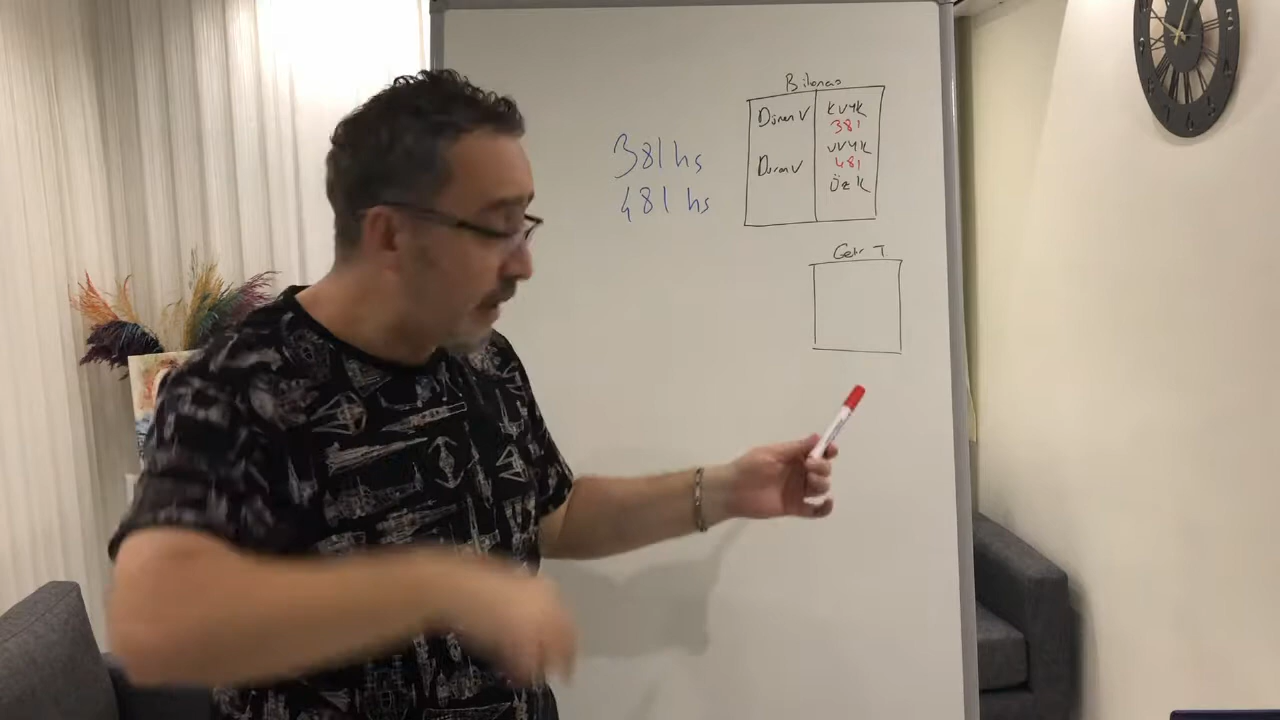 381 hs
481 hs
Bilanço
Dönen V
Duran V
KVYK
381
UVYK
481
ÖZ K
Gelir T